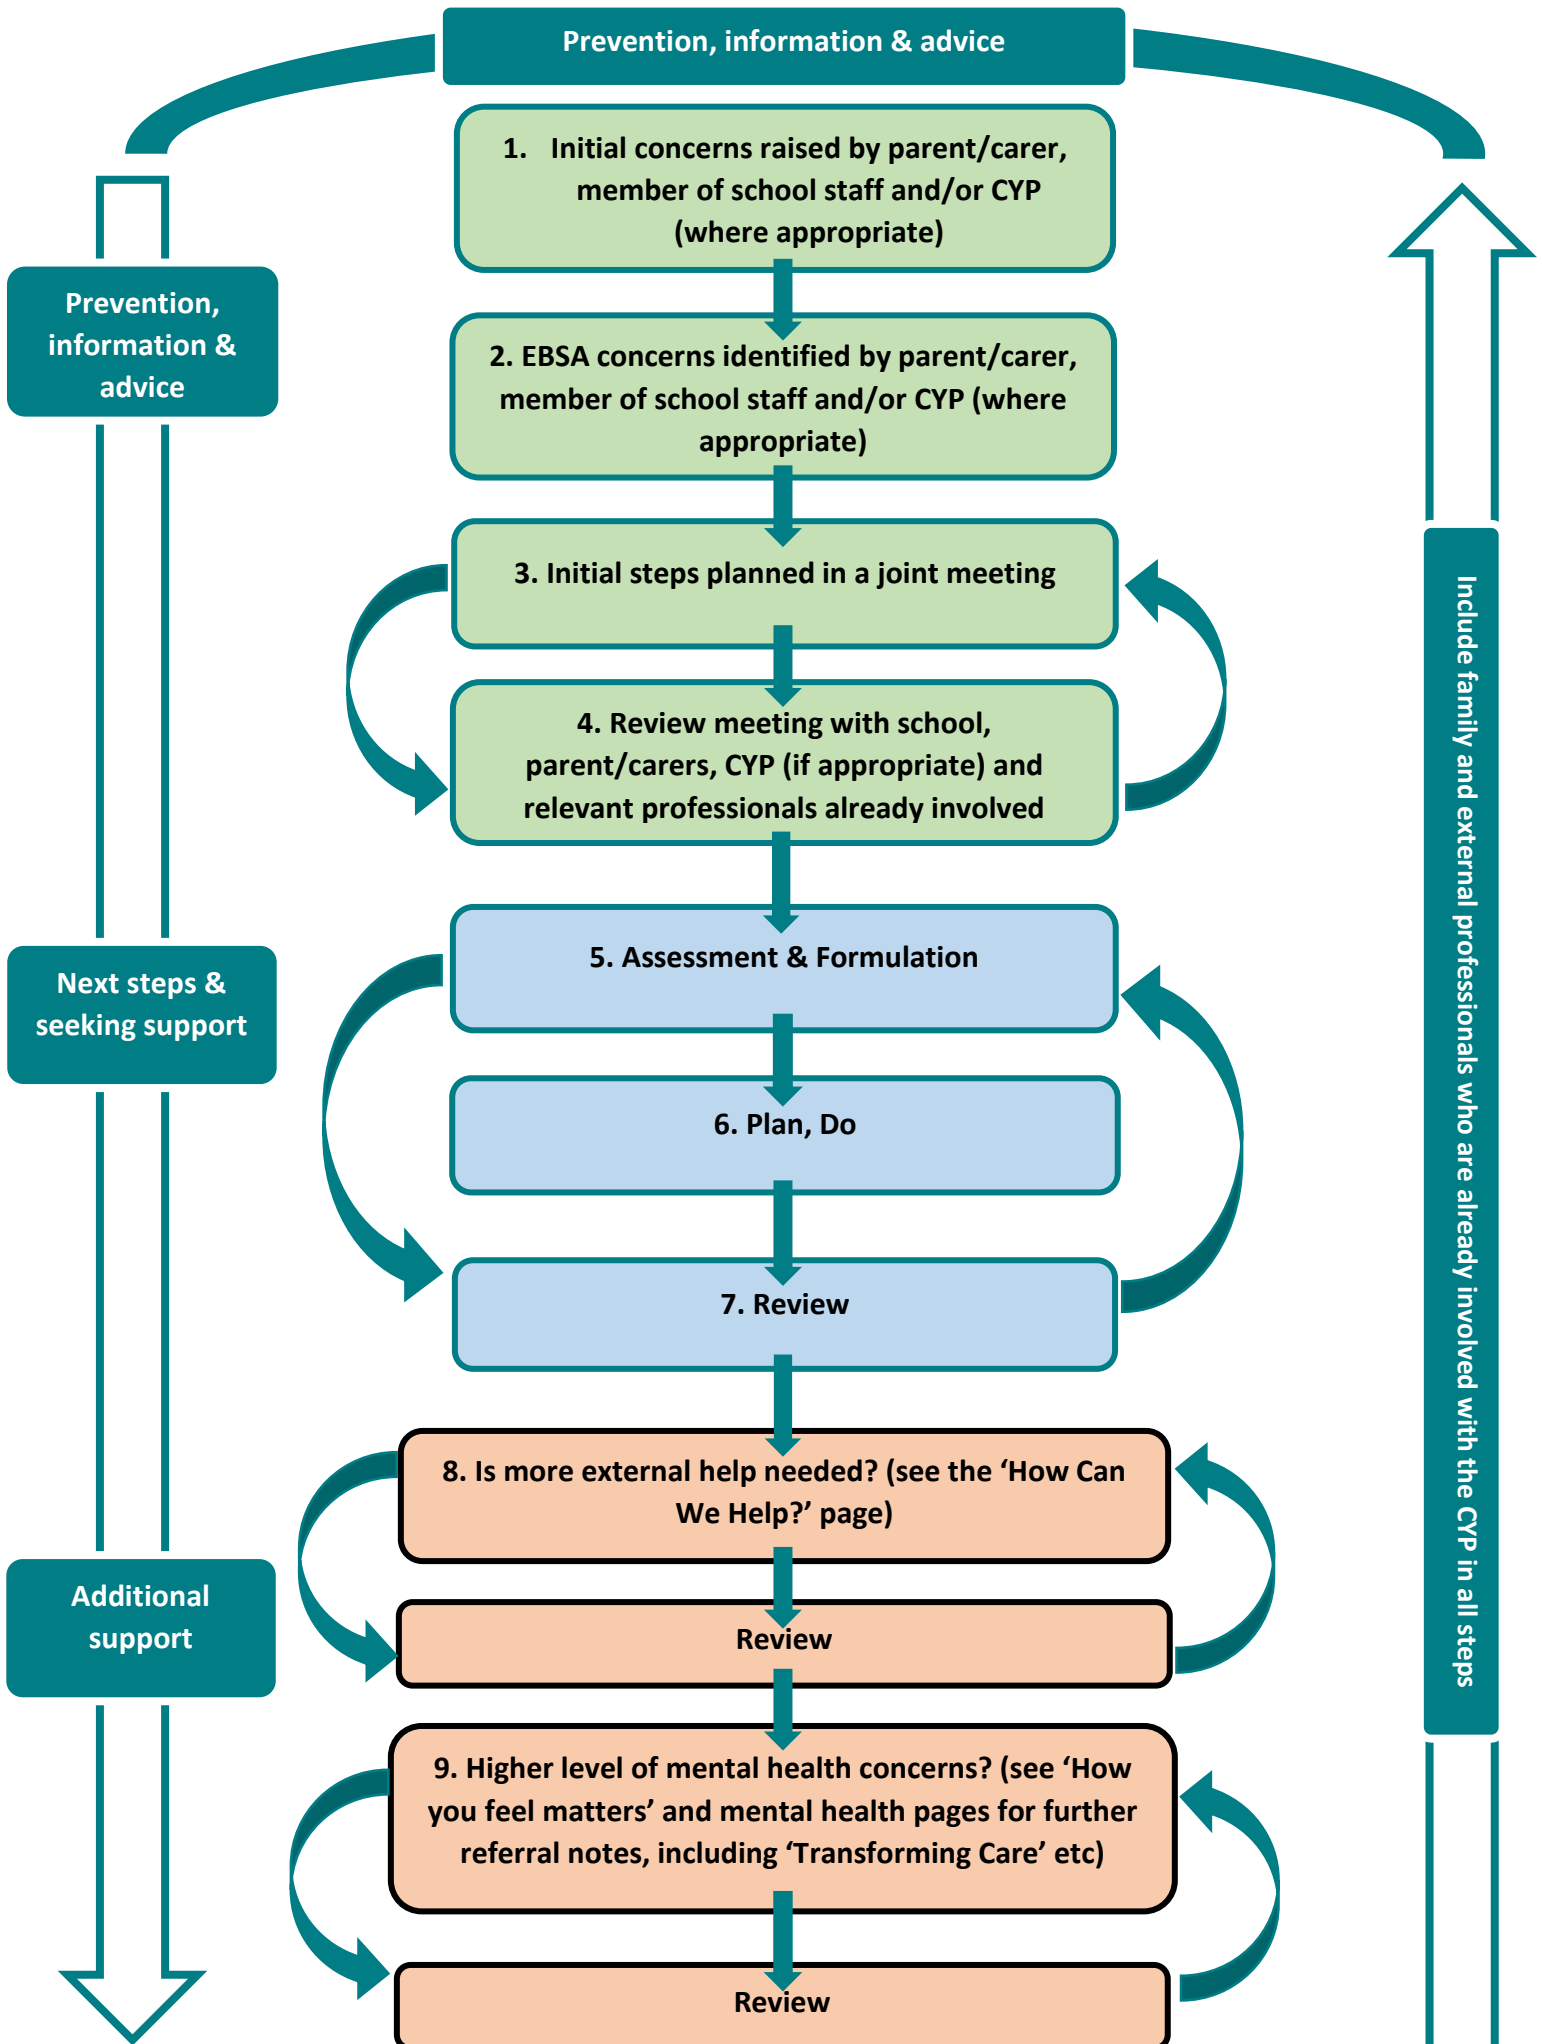 Prevention, information & advice
1. Initial concerns raised by parent/carer,
member of school staff and/or CYP
(where appropriate)
Prevention,
information &
advice
2. EBSA concerns identified by parent/carer,
member of school staff and/or CYP (where
appropriate)
3. Initial steps planned in a joint meeting
4. Review meeting with school,
parent/carers, CYP (if appropriate) and
relevant professionals already involved
Next steps &
seeking support
5. Assessment & Formulation
6. Plan, Do
7. Review
Additional
support
8. Is more external help needed? (see the ‘How Can
We Help?’ page)
Review
9. Higher level of mental health concerns? (see ‘How
you feel matters’ and mental health pages for further
referral notes, including ‘Transforming Care’ etc)
Review
Include family and external professionals who are already involved with the CYP in all steps